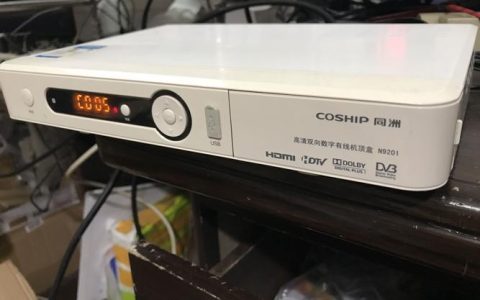 C005
USB
COSHIP 同洲
高清双向数字有线机顶盒 N9201
HDMI HDTV DOLBY DVB
DIGITAL PLUS